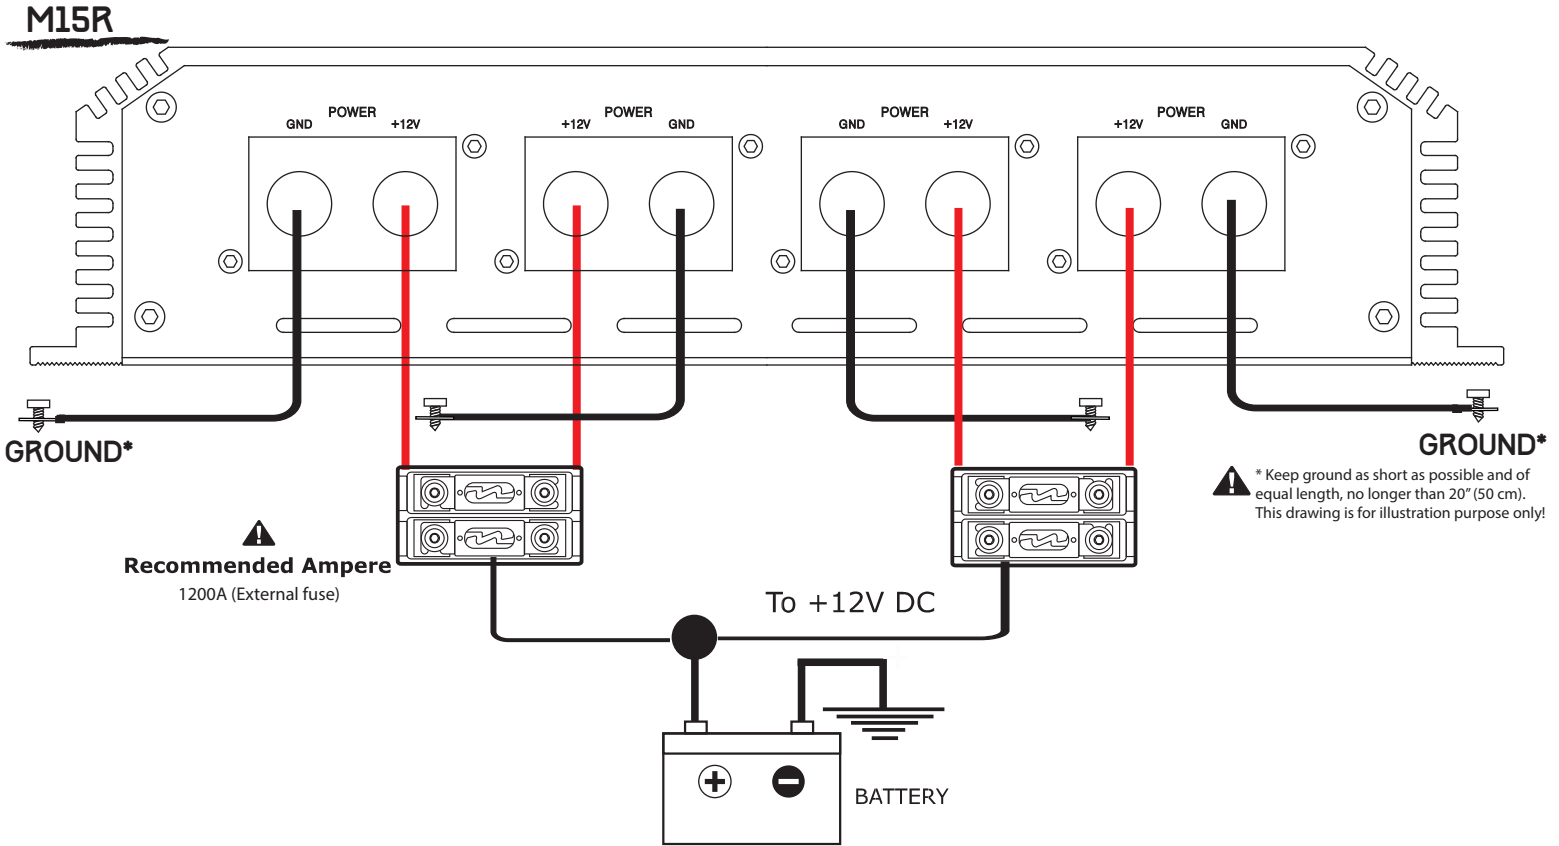 M15R
POWER
GND +12V
POWER
+12V GND
POWER
GND +12V
POWER
+12V GND
GROUND*
GROUND*
* Keep ground as short as possible and of
equal length, no longer than 20" (50 cm).
This drawing is for illustration purpose only!
Recommended Ampere
1200A (External fuse)
To +12V DC
BATTERY